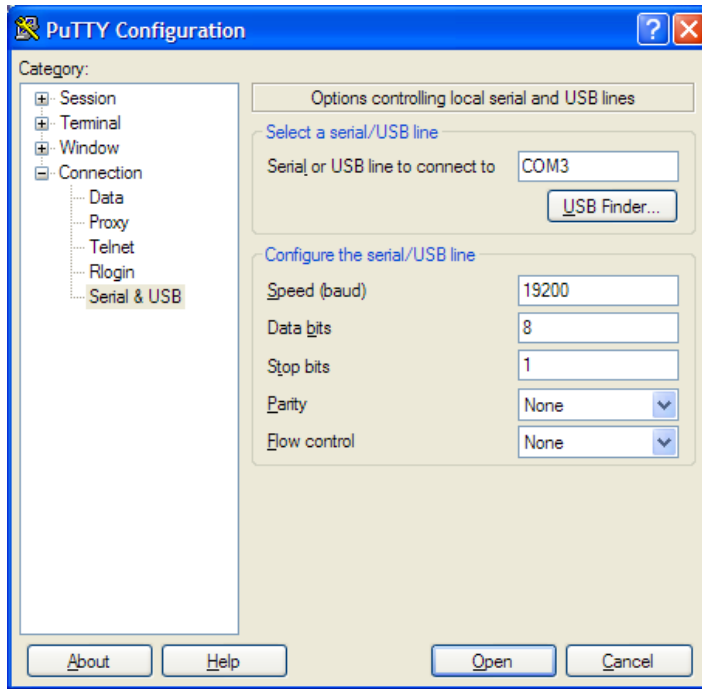 PuTTY Configuration
Category:
Session
Terminal
Window
Connection
Data
Proxy
Telnet
Rlogin
Serial & USB
Options controlling local serial and USB lines
Select a serial/USB line
Serial or USB line to connect to COM3
USB Finder...
Configure the serial/USB line
Speed (baud) 19200
Data bits 8
Stop bits 1
Parity None
Flow control None
About Help Open Cancel